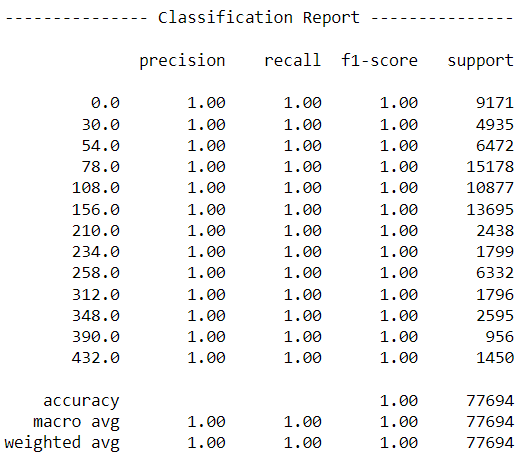 --------------- Classification Report ---------------
precision recall f1-score support
0.0 1.00 1.00 1.00 9171
30.0 1.00 1.00 1.00 4935
54.0 1.00 1.00 1.00 6472
78.0 1.00 1.00 1.00 15178
108.0 1.00 1.00 1.00 10877
156.0 1.00 1.00 1.00 13695
210.0 1.00 1.00 1.00 2438
234.0 1.00 1.00 1.00 1799
258.0 1.00 1.00 1.00 6332
312.0 1.00 1.00 1.00 1796
348.0 1.00 1.00 1.00 2595
390.0 1.00 1.00 1.00 956
432.0 1.00 1.00 1.00 1450
accuracy 1.00 77694
macro avg 1.00 1.00 1.00 77694
weighted avg 1.00 1.00 1.00 77694